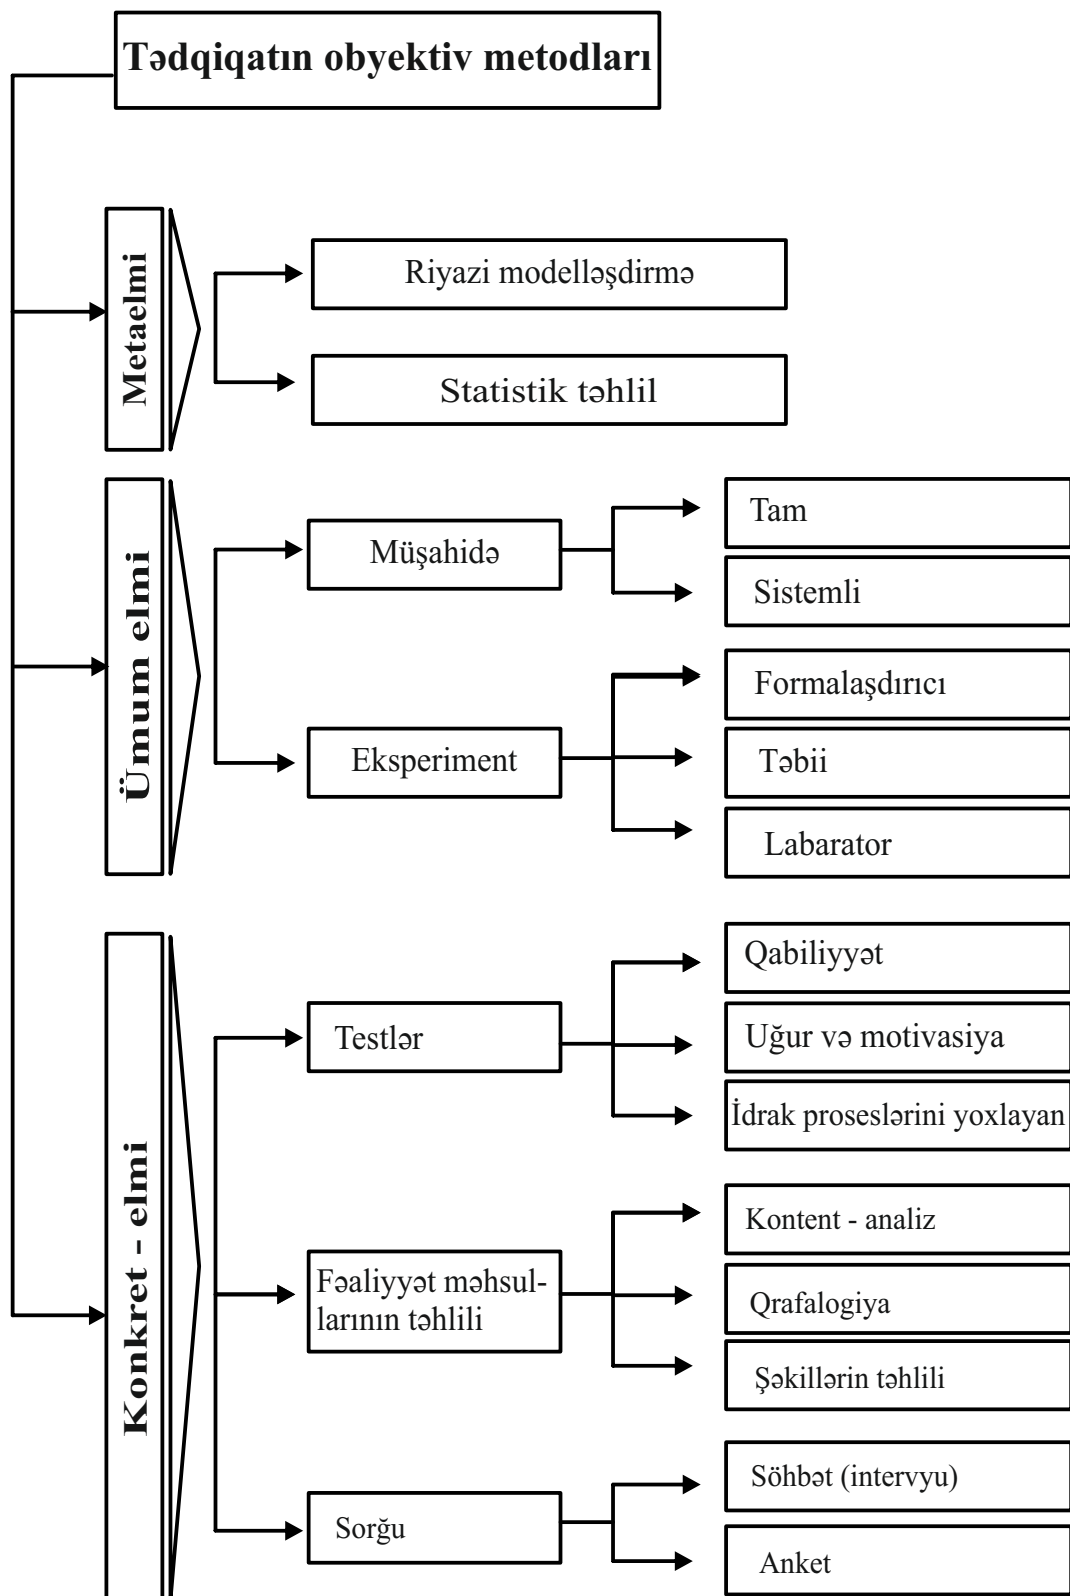 Tədqiqatın obyektiv metodları
Metaelmi
Riyazi modelləşdirmə
Statistik təhlil
Ümum elmi
Müşahidə
Tam
Sistemli
Eksperiment
Formalaşdırıcı
Təbii
Labarator
Konkret - elmi
Testlər
Qabiliyyət
Uğur və motivasiya
İdrak proseslərini yoxlayan
Fəaliyyət məhsul-
larının təhlili
Kontent - analiz
Qrafalogiya
Şəkillərin təhlili
Sorğu
Söhbət (intervyu)
Anket